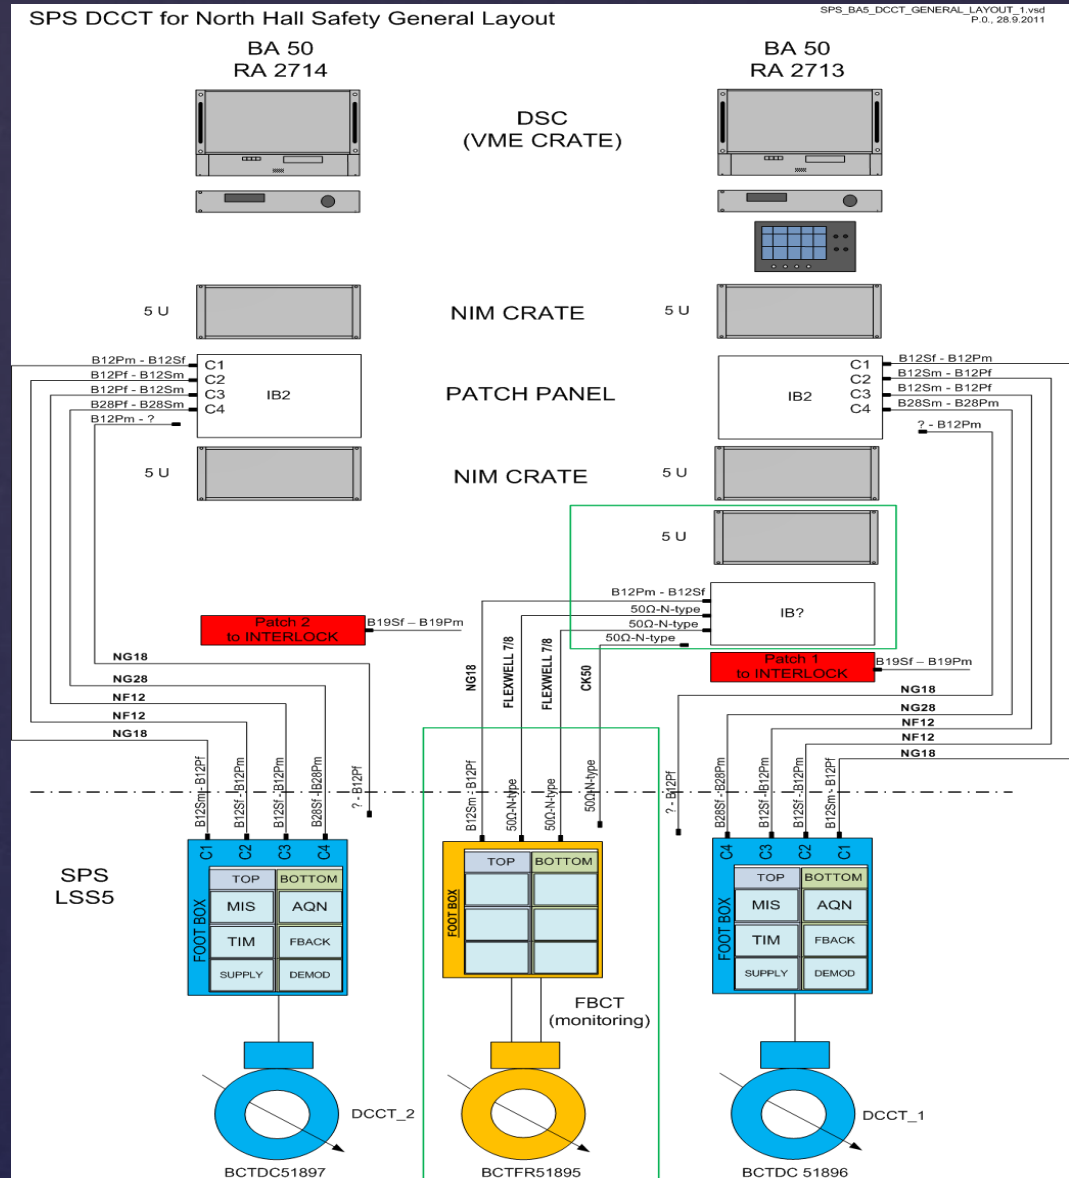 SPS DCCT for North Hall Safety General Layout
SPS_BA5_DCCT_GENERAL_LAYOUT_1.vsd
P.O., 28.9.2011
BA 50
RA 2714
BA 50
RA 2713
DSC
(VME CRATE)
5 U
NIM CRATE
5 U
B12Pm - B12Sf
B12Pf - B12Sm
B12Pf - B12Sm
B28Pf - B28Sm
B12Pm - ?
C1
C2
C3
C4
IB2
PATCH PANEL
IB2
C1
C2
C3
C4
B12Sf - B12Pm
B12Sm - B12Pf
B12Sm - B12Pf
B28Sm - B28Pm
? - B12Pm
5 U
NIM CRATE
5 U
5 U
B12Pm - B12Sf
50Ω-N-type
50Ω-N-type
50Ω-N-type
IB?
Patch 2
to INTERLOCK
B19Sf – B19Pm
Patch 1
to INTERLOCK
B19Sf – B19Pm
NG18
NG28
NF12
NF12
NG18
NG18
FLEXWELL 7/8
FLEXWELL 7/8
CK50
NG18
NG28
NF12
NF12
NG18
B12Sm - B12Pf
B12Sf -B12Pm
B12Sf -B12Pm
B28Sf -B28Pm
? - B12Pf
B12Sm - B12Pf
50Ω-N-type
50Ω-N-type
50Ω-N-type
? - B12Pf
B28Sf -B28Pm
B12Sf -B12Pm
B12Sf -B12Pm
B12Sm - B12Pf
SPS
LSS5
C1
C2
C3
C4
FOOT BOX
TOP
BOTTOM
MIS
AQN
TIM
FBACK
SUPPLY
DEMOD
FOOT BOX
TOP
BOTTOM
C4
C3
C2
C1
FOOT BOX
TOP
BOTTOM
MIS
AQN
TIM
FBACK
SUPPLY
DEMOD
FBCT
(monitoring)
DCCT_2
DCCT_1
BCTDC51897
BCTFR51895
BCTDC 51896